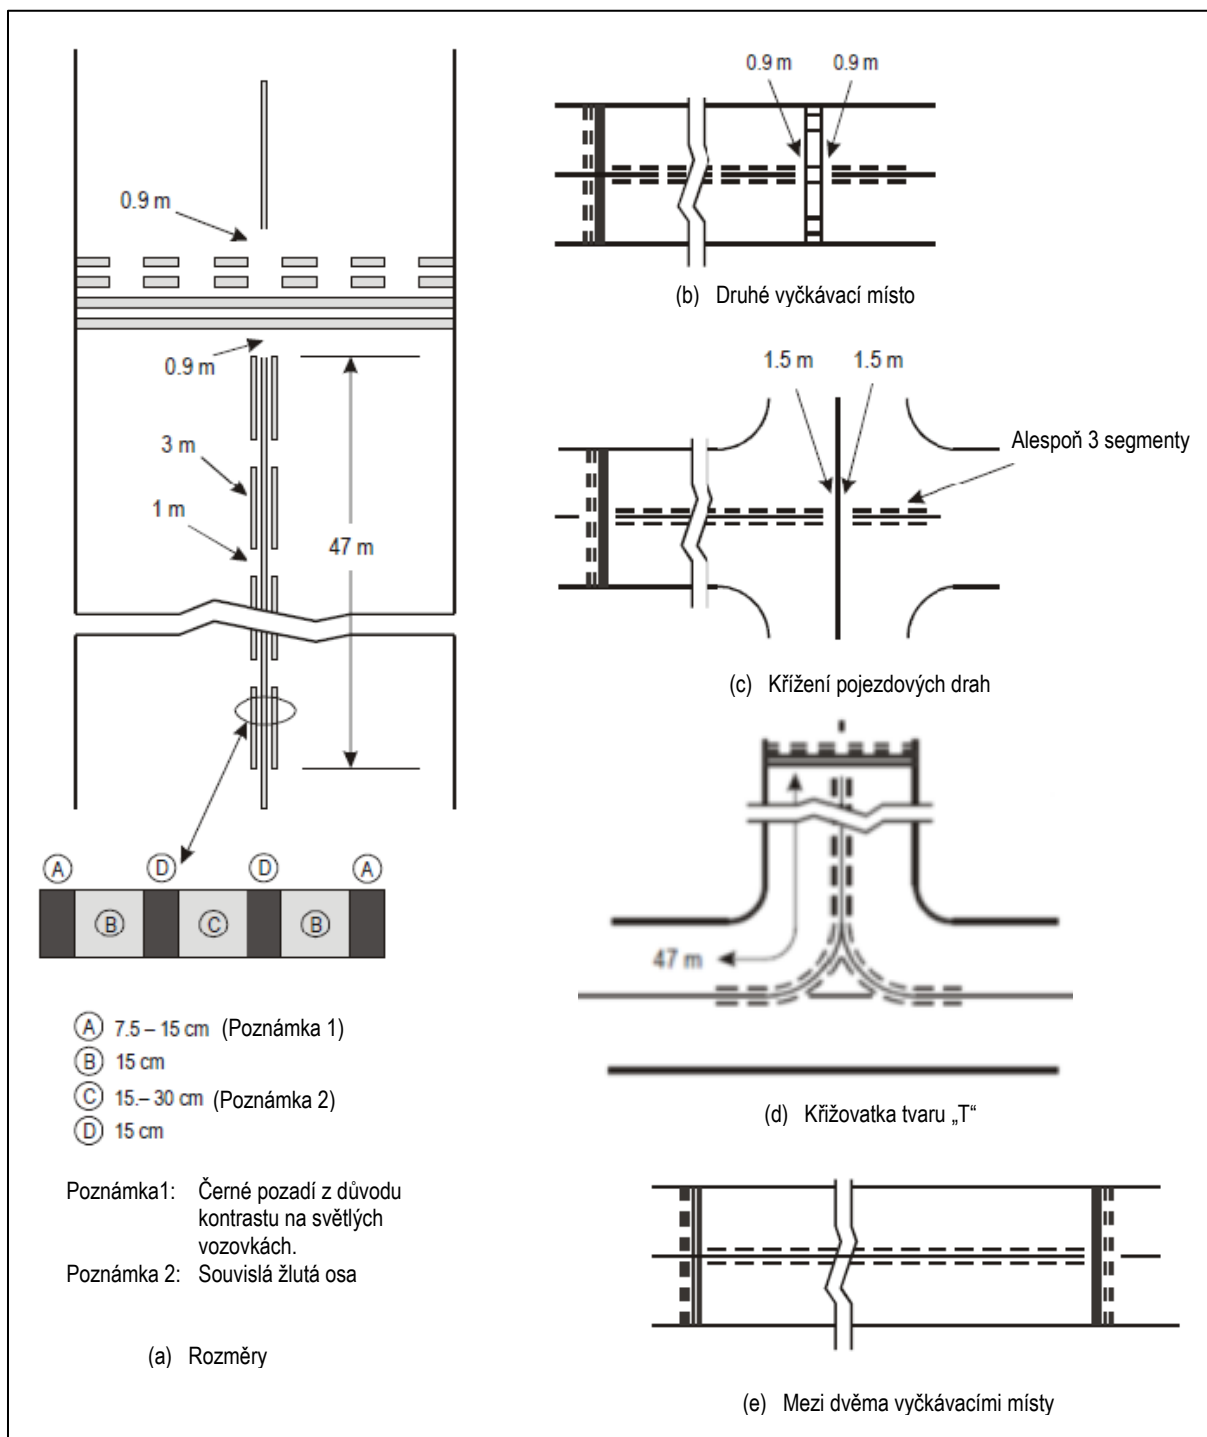 0.9 m
0.9 m
3 m
1 m
47 m
A
D
D
A
B
C
B
A 7.5 – 15 cm (Poznámka 1)
B 15 cm
C 15.– 30 cm (Poznámka 2)
D 15 cm
Poznámka1: Černé pozadí z důvodu
kontrastu na světlých
vozovkách.
Poznámka 2: Souvislá žlutá osa
(a) Rozměry
0.9 m 0.9 m
(b) Druhé vyčkávací místo
1.5 m 1.5 m
Alespoň 3 segmenty
(c) Křížení pojezdových drah
47 m
(d) Křižovatka tvaru „T“
(e) Mezi dvěma vyčkávacími místy